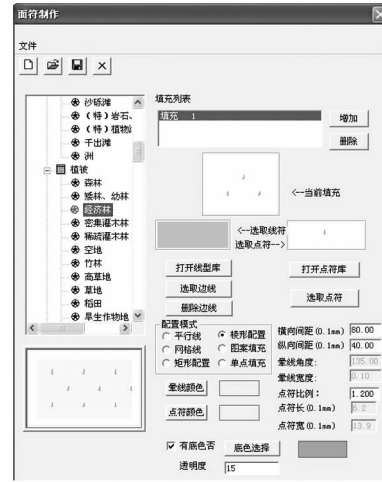 面符制作
文件
沙砾滩
（特）岩石、
（特）植物
干出滩
洲
植被
森林
矮林、幼林
经济林
密集灌木林
稀疏灌木林
空地
竹林
高草地
草地
稻田
旱生作物地
填充列表
填充 1
增加
删除
<--当前填充
<--选取线符
选取点符-->
打开线型库
打开点符库
选取边线
选取点符
删除边线
配置模式
平行线
棱形配置
网格线
图案填充
矩形配置
单点填充
横向间距(0.1mm) 80.00
纵向间距(0.1mm) 40.00
晕线角度: 135.00
晕线宽度: 0.10
点符比例: 1.200
点符长(0.1mm) 6.2
点符宽(0.1mm) 13.9
晕线颜色
点符颜色
有底色否
底色选择
透明度 15